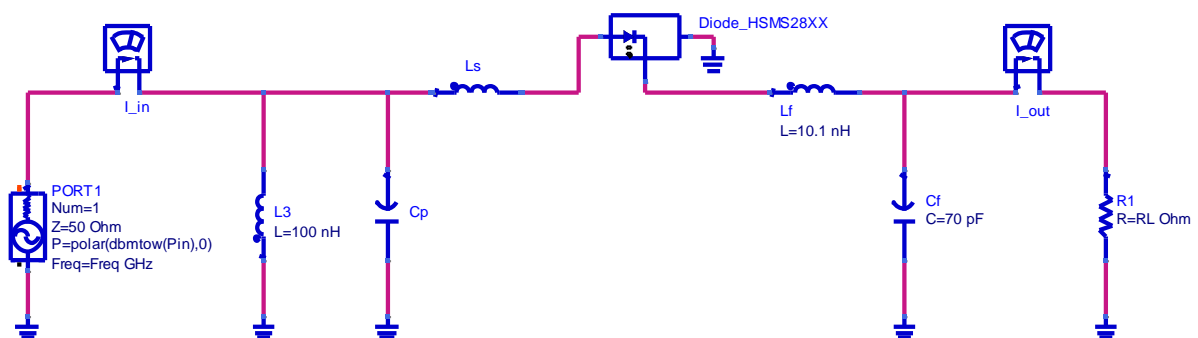 Diode_HSMS28XX
Ls
I_in
Lf
L=10.1 nH
I_out
PORT1
Num=1
Z=50 Ohm
P=polar(dbmtow(Pin),0)
Freq=Freq GHz
L3
L=100 nH
Cp
Cf
C=70 pF
R1
R=RL Ohm